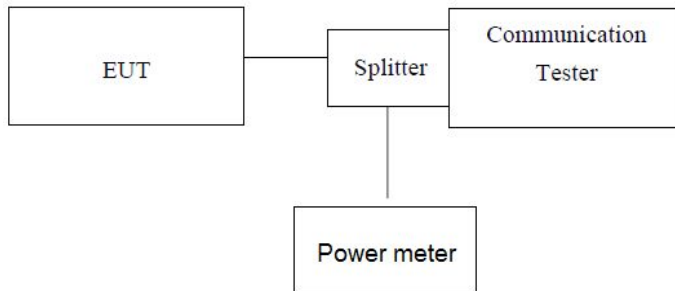 EUT
Splitter
Communication
Tester
Power meter